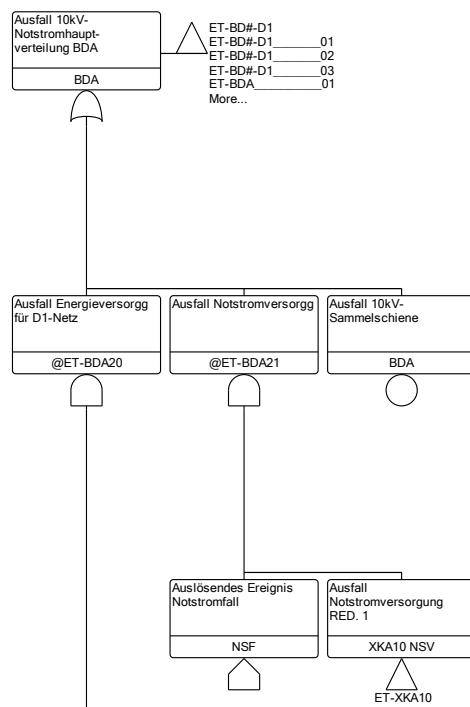 Ausfall 10kV-
Notstromhaupt-
verteilung BDA
BDA
ET-BD#-D1
ET-BD#-D1_______01
ET-BD#-D1_______02
ET-BD#-D1_______03
ET-BDA__________01
More...
Ausfall Energieversorgg
für D1-Netz
@ET-BDA20
Ausfall Notstromversorgg
@ET-BDA21
Ausfall 10kV-
Sammelschiene
BDA
Auslösendes Ereignis
Notstromfall
NSF
Ausfall
Notstromversorgung
RED. 1
XKA10 NSV
ET-XKA10